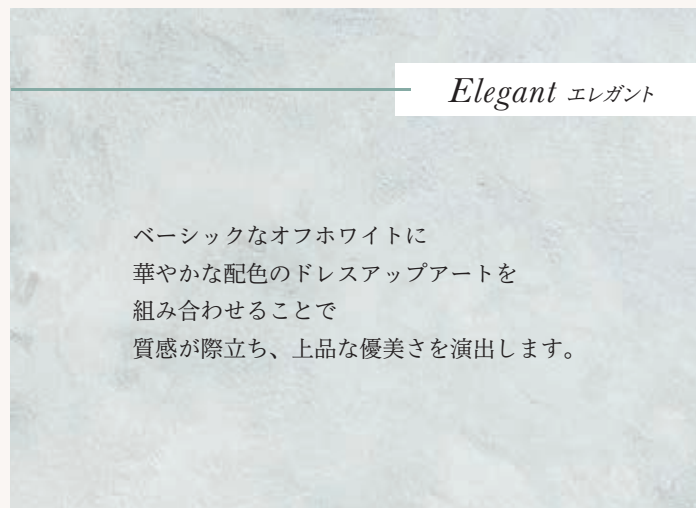 Elegant エレガント
ベーシックなオフホワイトに
華やかな配色のドレスアップアートを
組み合わせることで
質感が際立ち、上品な優美さを演出します。